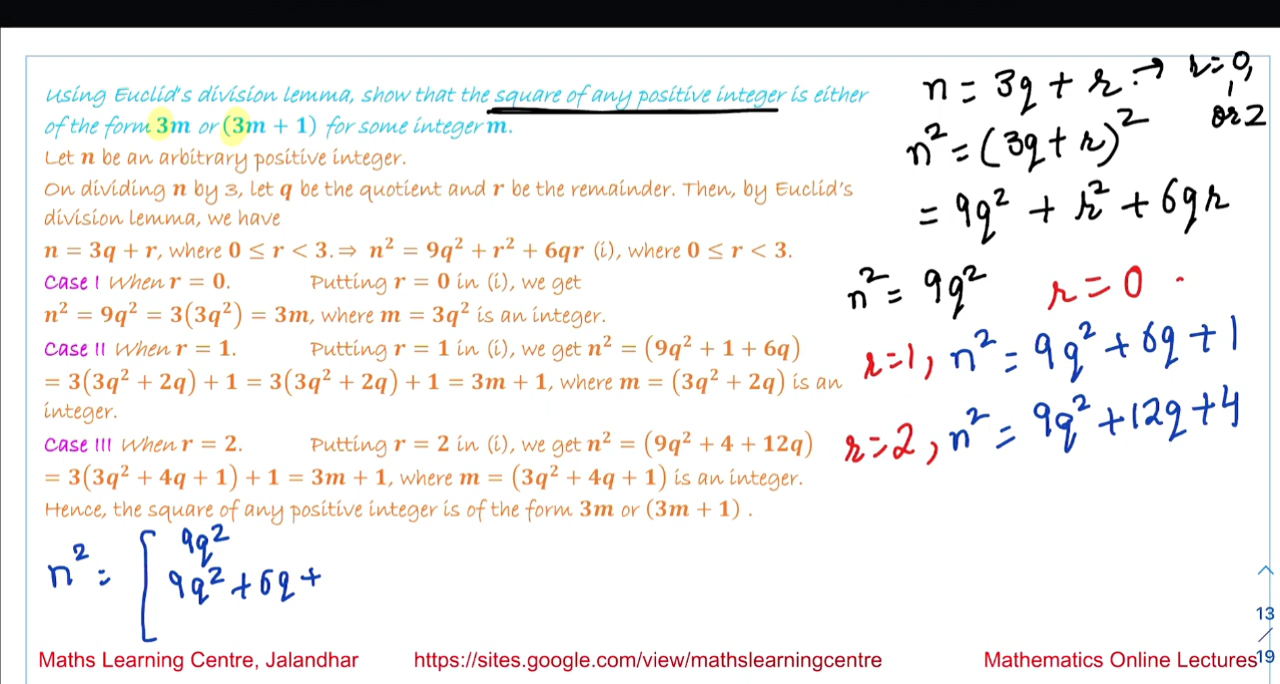 Using Euclid's division lemma, show that the square of any positive integer is either
of the form 3m or (3m + 1) for some integer m.
Let n be an arbitrary positive integer.
On dividing n by 3, let q be the quotient and r be the remainder. Then, by Euclid's
division lemma, we have
n = 3q + r, where 0 ≤ r < 3.⇒ n² = 9q² + r² + 6qr (i), where 0 ≤ r < 3.
Case I When r = 0. Putting r = 0 in (i), we get
n² = 9q² = 3(3q²) = 3m, where m = 3q² is an integer.
Case II When r = 1. Putting r = 1 in (i), we get n² = (9q² + 1 + 6q)
= 3(3q² + 2q) + 1 = 3(3q² + 2q) + 1 = 3m + 1, where m = (3q² + 2q) is an
integer.
Case III When r = 2. Putting r = 2 in (i), we get n² = (9q² + 4 + 12q)
= 3(3q² + 4q + 1) + 1 = 3m + 1, where m = (3q² + 4q + 1) is an integer.
Hence, the square of any positive integer is of the form 3m or (3m + 1) .
n = 3q + r → r = 0,
1
or 2
n² = (3q + r)²
= 9q² + r² + 6qr
n² = 9q² r = 0
r=1, n² = 9q² + 6q + 1
r=2, n² = 9q² + 12q + 4
n² = [ 9q²
9q² + 6q +
13
/
19
Maths Learning Centre, Jalandhar https://sites.google.com/view/mathslearningcentre Mathematics Online Lectures